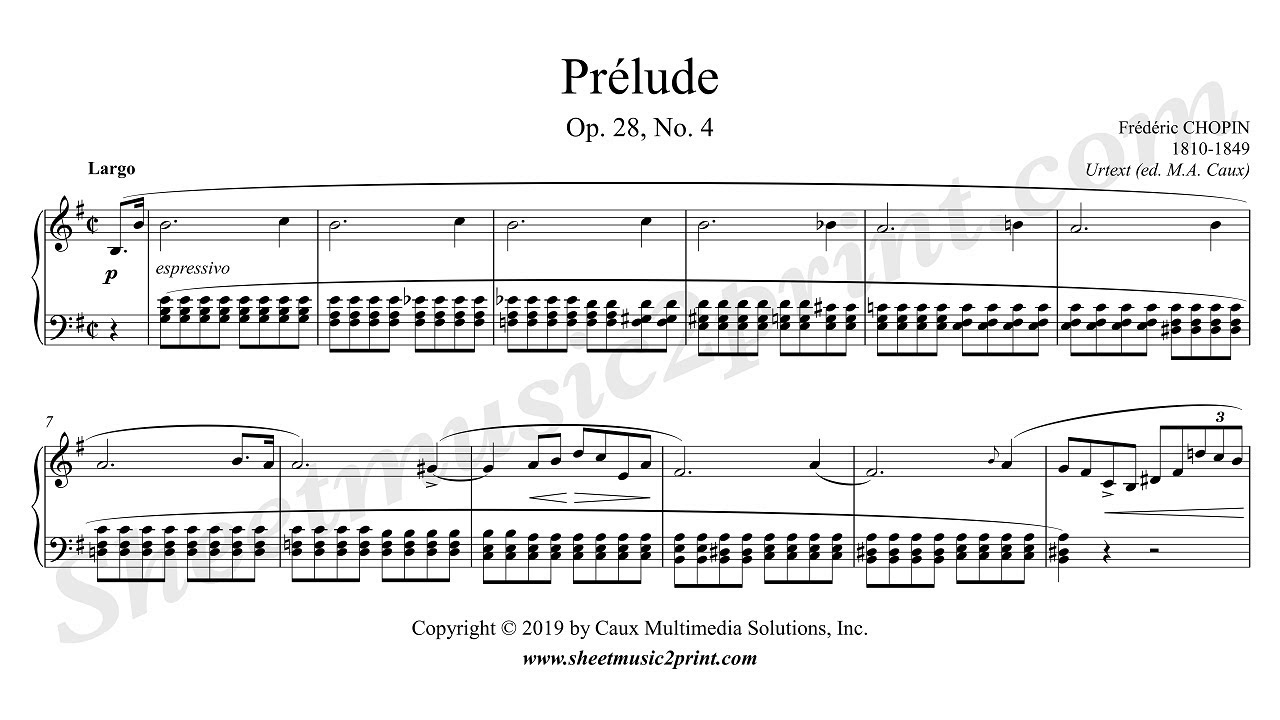 Prélude
Op. 28, No. 4
Frédéric CHOPIN
1810-1849
Urtext (ed. M.A. Caux)
Largo
p
espressivo
7
3
Sheetmusic2print.com
Copyright © 2019 by Caux Multimedia Solutions, Inc.
www.sheetmusic2print.com